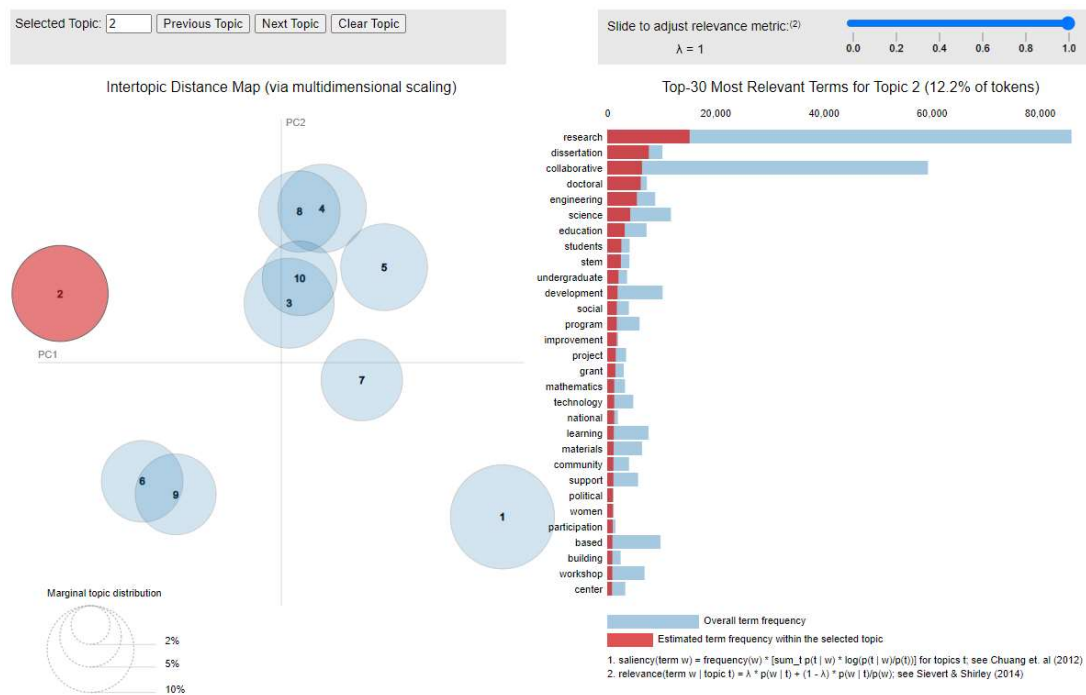 Selected Topic: 2 Previous Topic Next Topic Clear Topic
Slide to adjust relevance metric:(2)
λ = 1
0.0 0.2 0.4 0.6 0.8 1.0
Intertopic Distance Map (via multidimensional scaling)
PC2
PC1
8
4
5
10
3
2
7
6
9
1
Marginal topic distribution
2%
5%
10%
Top-30 Most Relevant Terms for Topic 2 (12.2% of tokens)
0 20,000 40,000 60,000 80,000
research
dissertation
collaborative
doctoral
engineering
science
education
students
stem
undergraduate
development
social
program
improvement
project
grant
mathematics
technology
national
learning
materials
community
support
political
women
participation
based
building
workshop
center
Overall term frequency
Estimated term frequency within the selected topic
1. saliency(term w) = frequency(w) * [sum_t p(t | w) * log(p(t | w)/p(t))] for topics t; see Chuang et. al (2012)
2. relevance(term w | topic t) = λ * p(w | t) + (1 - λ) * p(w | t)/p(w); see Sievert & Shirley (2014)